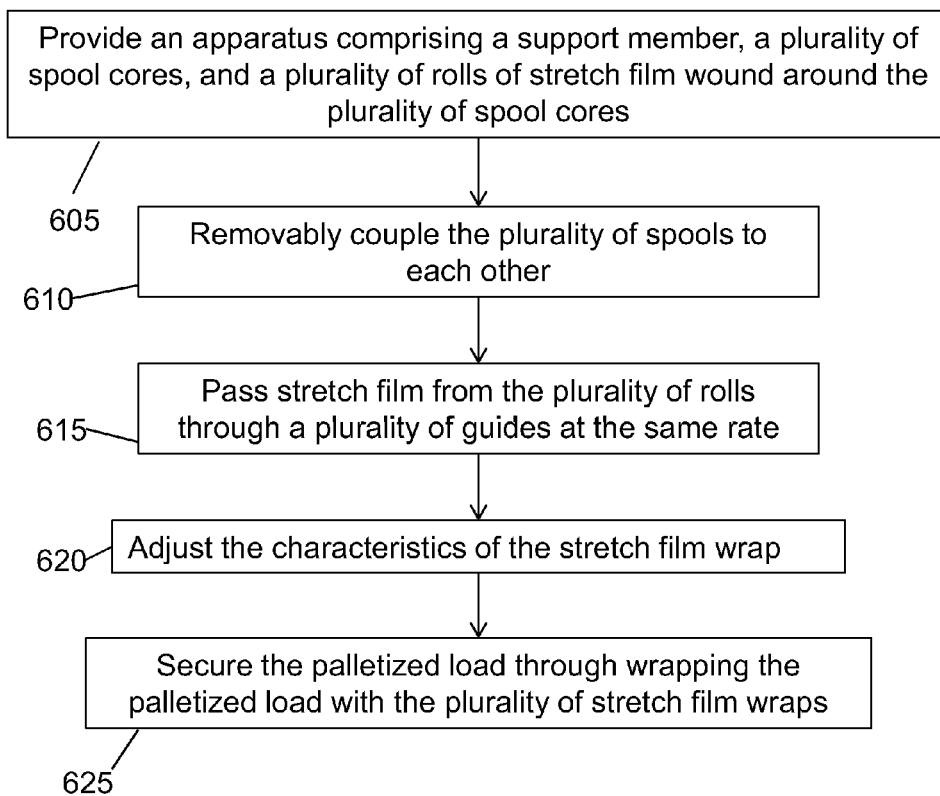 Provide an apparatus comprising a support member, a plurality of
spool cores, and a plurality of rolls of stretch film wound around the
plurality of spool cores
605
Removably couple the plurality of spools to
each other
610
Pass stretch film from the plurality of rolls
through a plurality of guides at the same rate
615
Adjust the characteristics of the stretch film wrap
620
Secure the palletized load through wrapping the
palletized load with the plurality of stretch film wraps
625